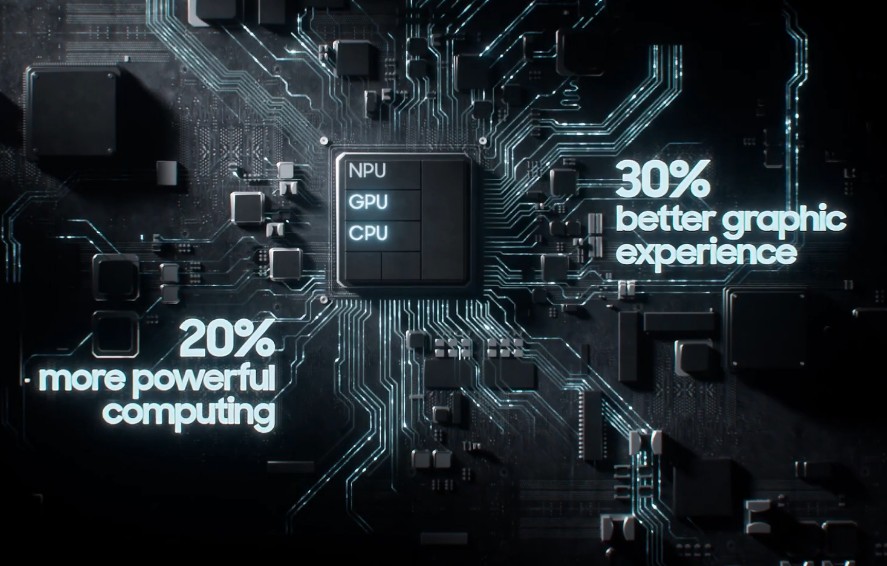 NPU
GPU
CPU
30%
better graphic
experience
20%
more powerful
computing